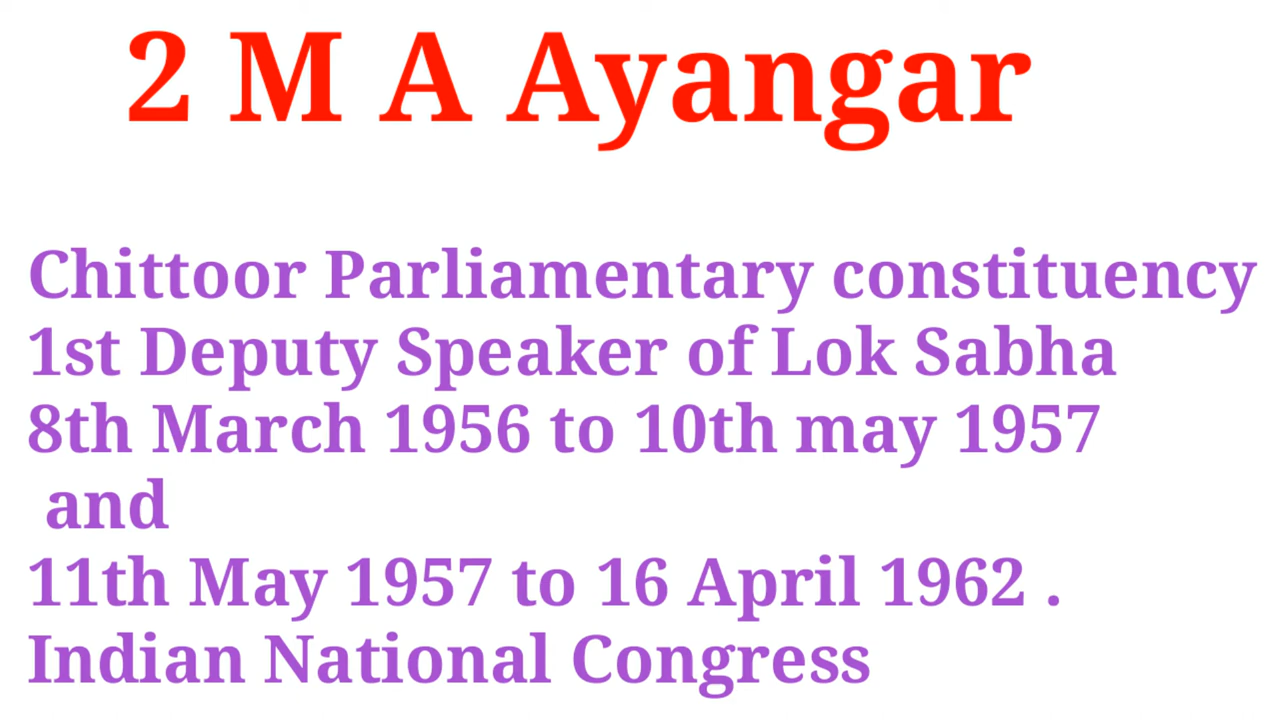 2 M A Ayangar
Chittoor Parliamentary constituency
1st Deputy Speaker of Lok Sabha
8th March 1956 to 10th may 1957
and
11th May 1957 to 16 April 1962 .
Indian National Congress